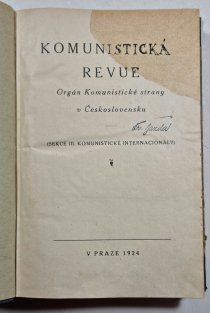 KOMUNISTICKÁ
REVUE
Orgán Komunistické strany
v Československu
(SEKCE III. KOMUNISTICKÉ INTERNACIONÁLY)
V PRAZE 1924